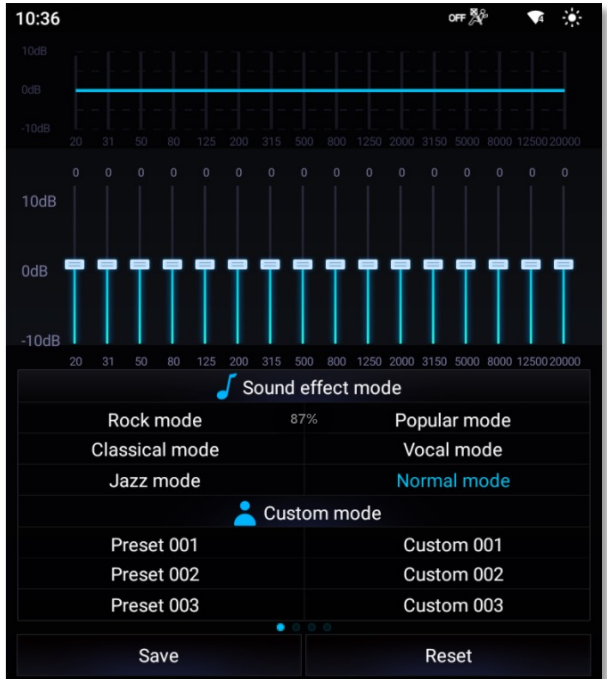 10:36 OFF
10dB
0dB
-10dB
20 31 50 80 125 200 315 500 800 1250 2000 3150 5000 8000 12500 20000
0 0 0 0 0 0 0 0 0 0 0 0 0 0 0 0
10dB
0dB
-10dB
20 31 50 80 125 200 315 500 800 1250 2000 3150 5000 8000 12500 20000
Sound effect mode
Rock mode 87% Popular mode
Classical mode Vocal mode
Jazz mode Normal mode
Custom mode
Preset 001 Custom 001
Preset 002 Custom 002
Preset 003 Custom 003
Save Reset